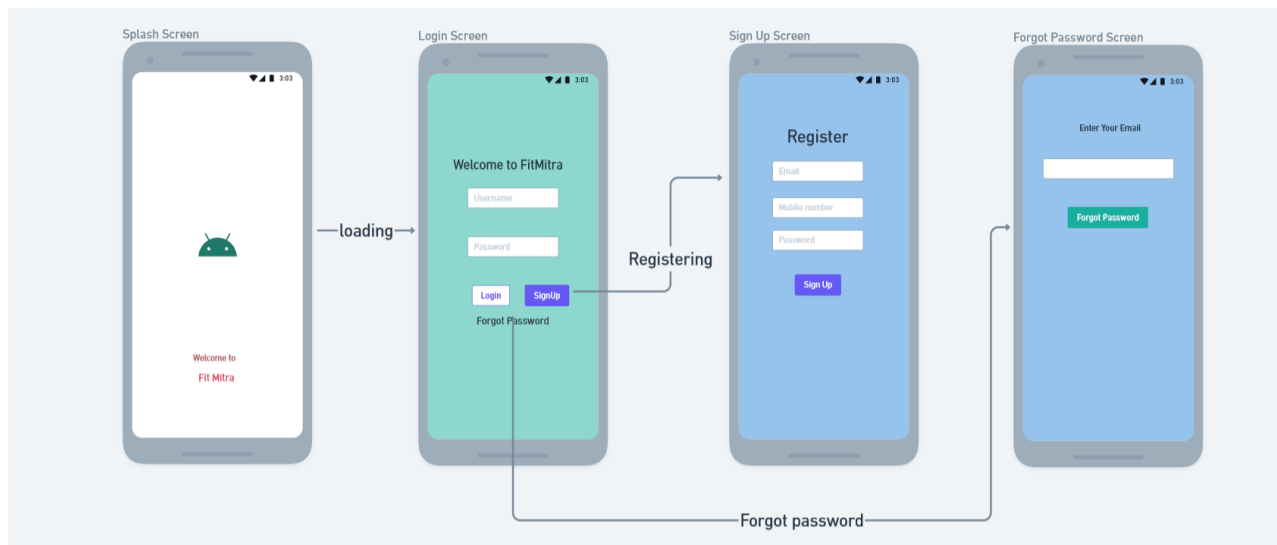 Splash Screen
3:03
Welcome to
Fit Mitra
loading
Login Screen
3:03
Welcome to FitMitra
Username
Password
Login SignUp
Forgot Password
Registering
Sign Up Screen
3:03
Register
Email
Mobile number
Password
Sign Up
Forgot password
Forgot Password Screen
3:03
Enter Your Email
Forgot Password